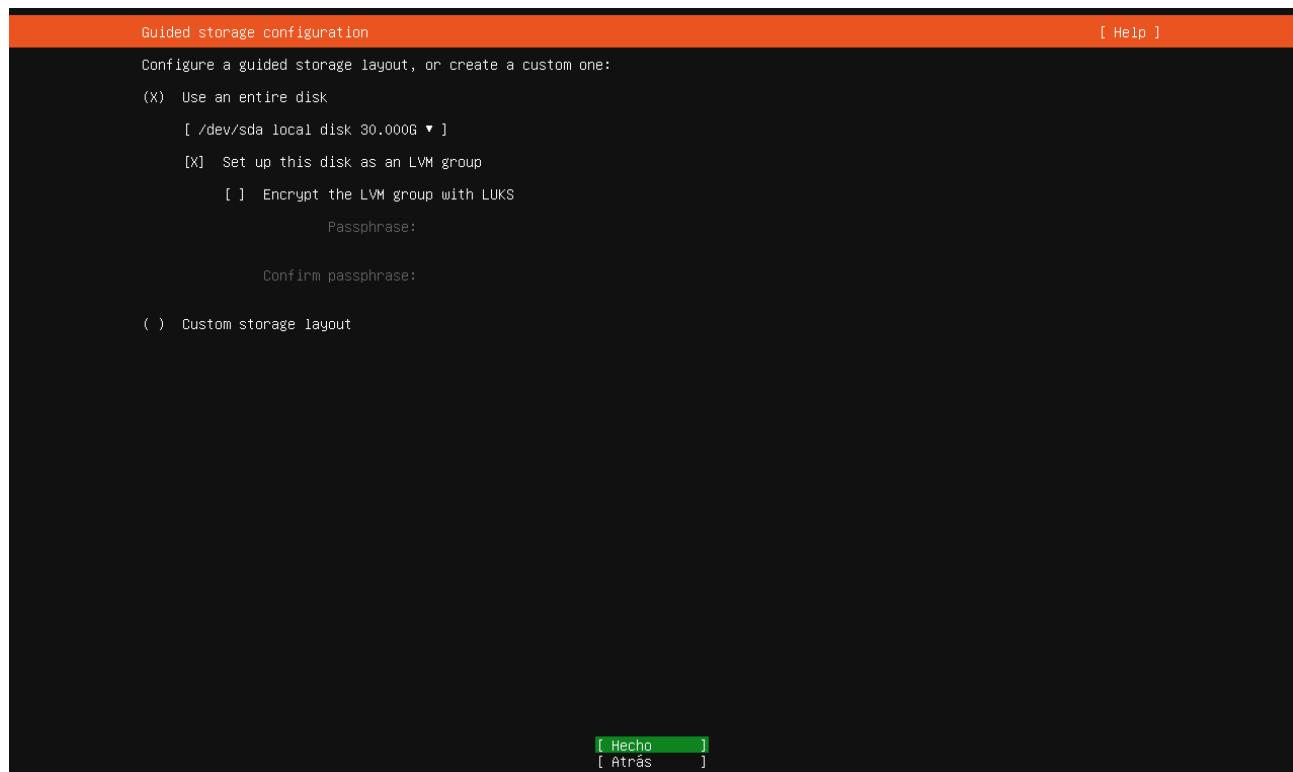 Guided storage configuration [ Help ]
Configure a guided storage layout, or create a custom one:
(X) Use an entire disk
[ /dev/sda local disk 30.000G ▾ ]
[X] Set up this disk as an LVM group
[ ] Encrypt the LVM group with LUKS
Passphrase:
Confirm passphrase:
( ) Custom storage layout
[ Hecho ]
[ Atrás ]